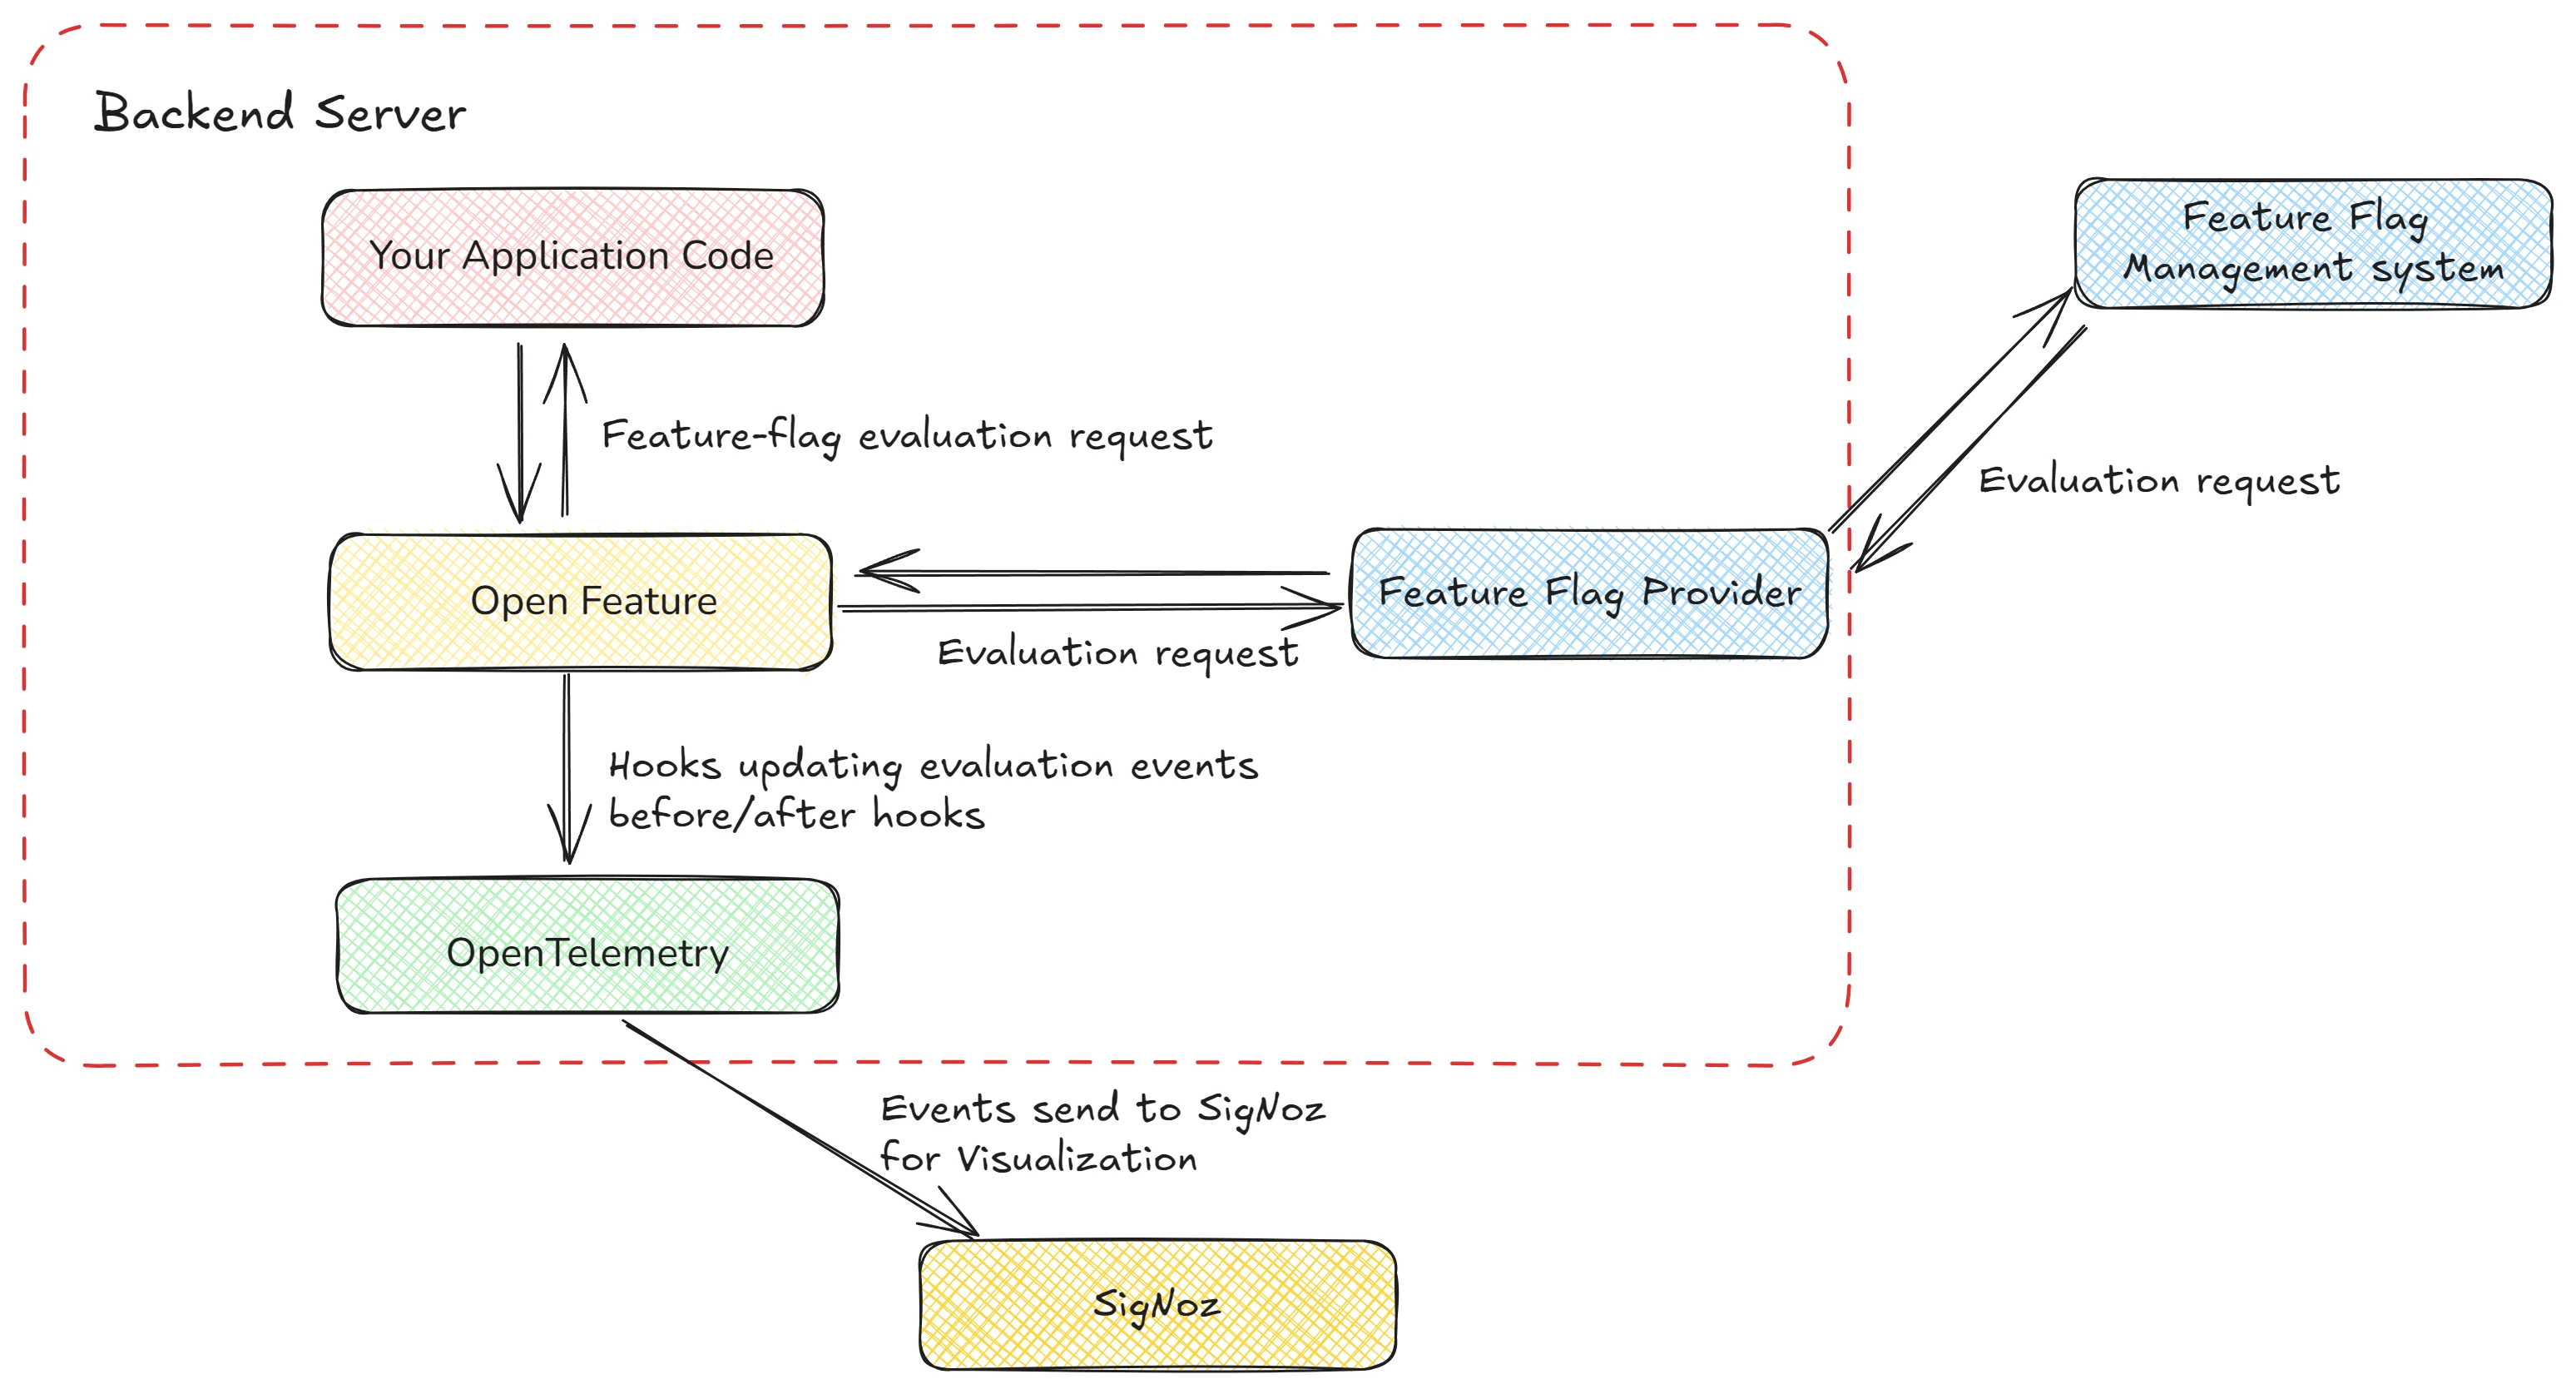 Backend Server
Your Application Code
Feature Flag
Management system
Feature-flag evaluation request
Evaluation request
Open Feature
Feature Flag Provider
Evaluation request
Hooks updating evaluation events
before/after hooks
OpenTelemetry
Events send to SigNoz
for Visualization
SigNoz